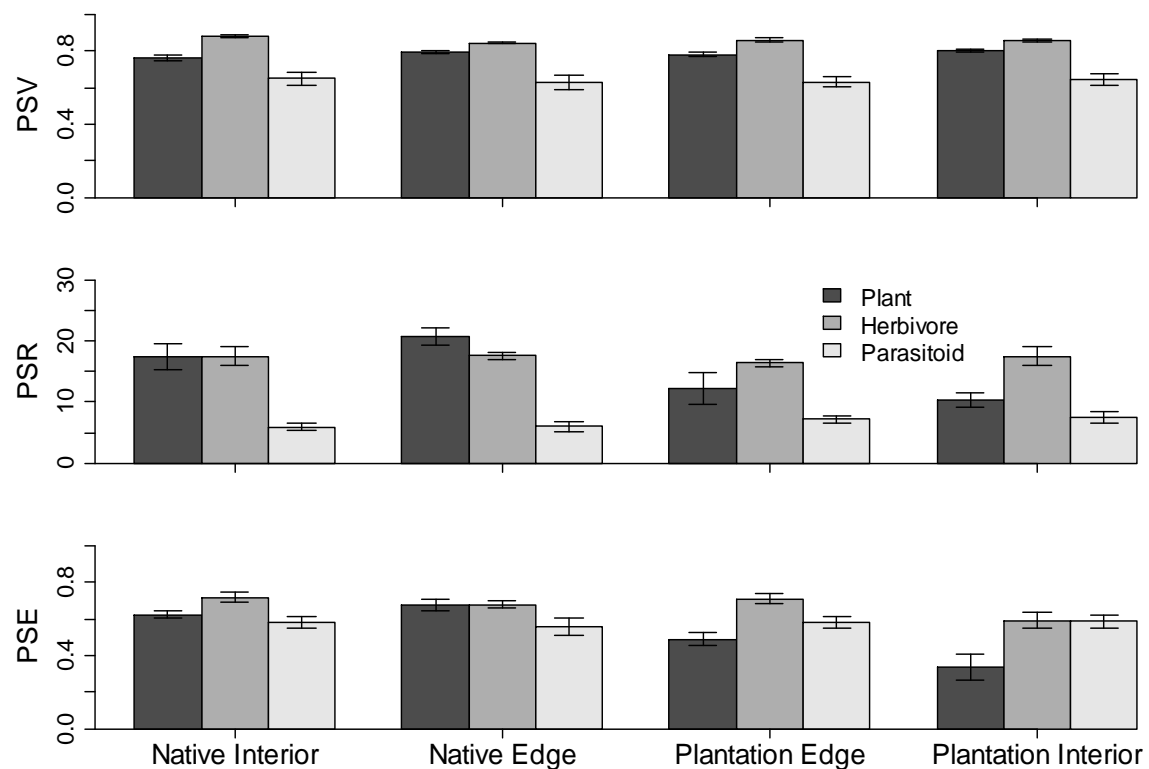 PSV
0.0
0.4
0.8
PSR
0
10
20
30
Plant
Herbivore
Parasitoid
PSE
0.0
0.4
0.8
Native Interior
Native Edge
Plantation Edge
Plantation Interior